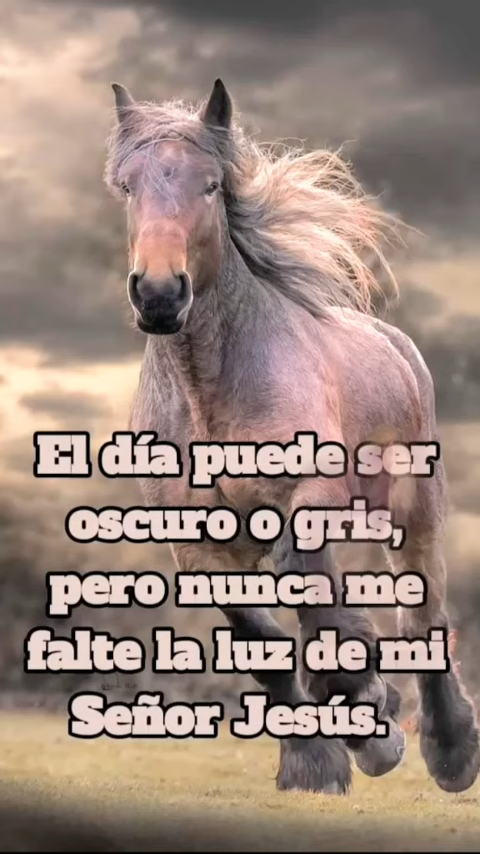 El día puede ser
oscuro o gris,
pero nunca me
falte la luz de mi
Señor Jesús.